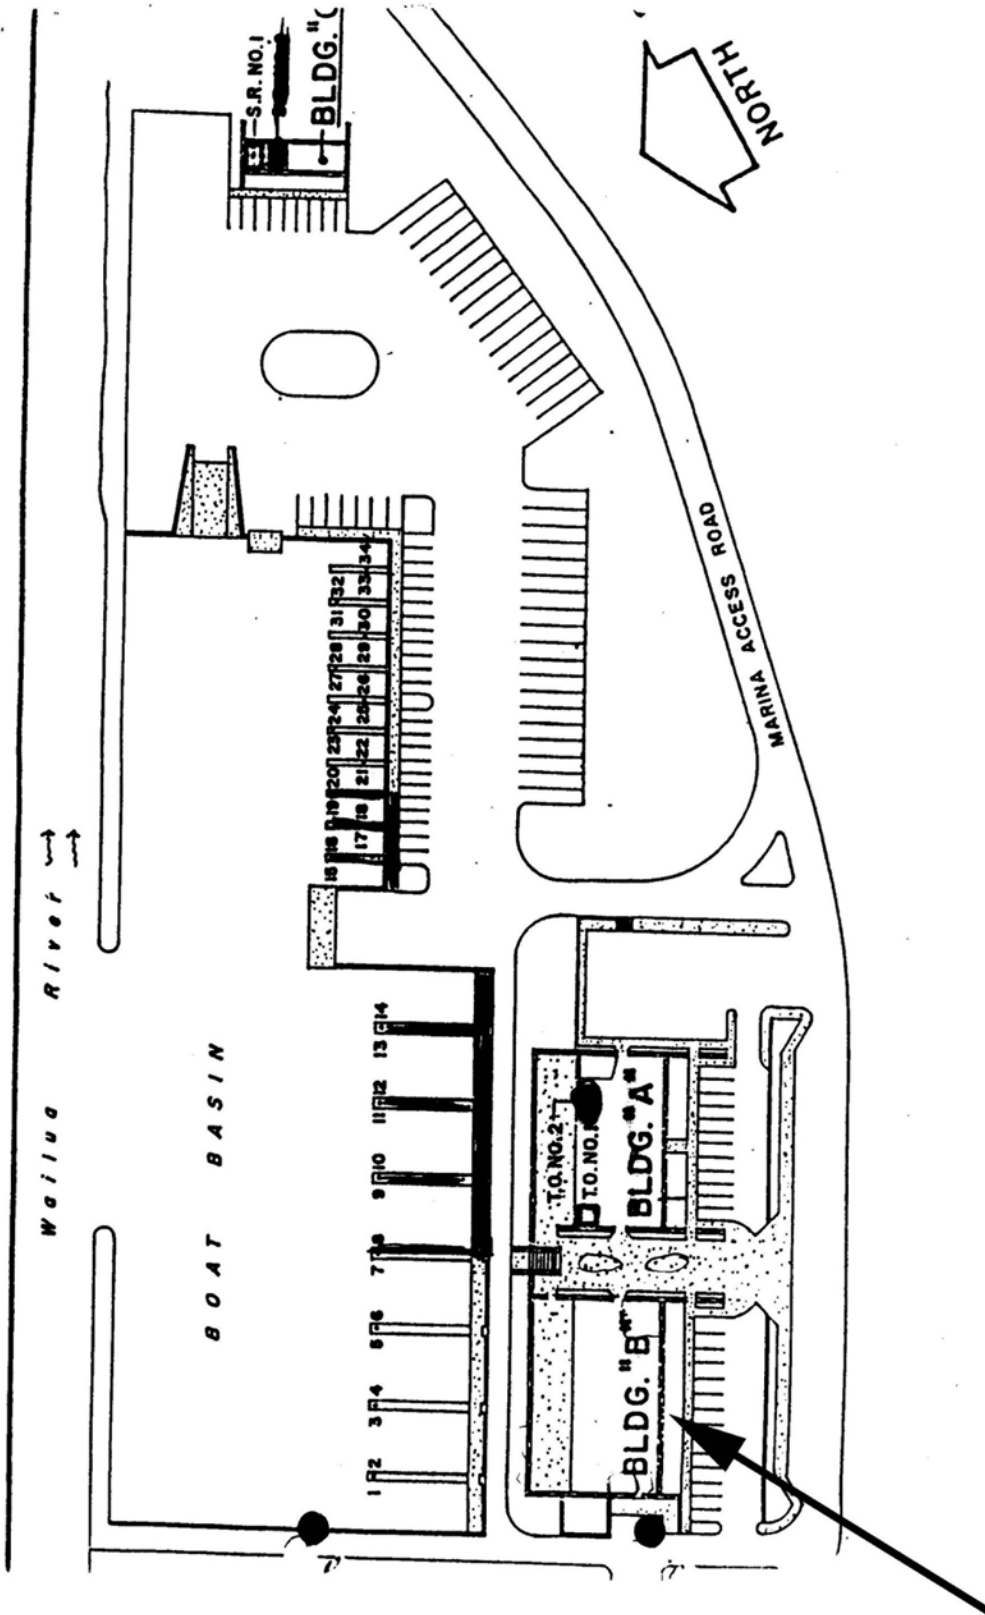 S.R. NO. 1
BLDG. "C
NORTH
MARINA ACCESS ROAD
Wailua River
BOAT BASIN
15 16 19 20 23 24 27 28 31 32
17 18 21 22 25 26 29 30 33 34
13 14
11 12
9 10
7 8
5 6
3 4
1 2
T.O. NO. 2
T.O. NO. 1
BLDG. "A"
BLDG. "B"